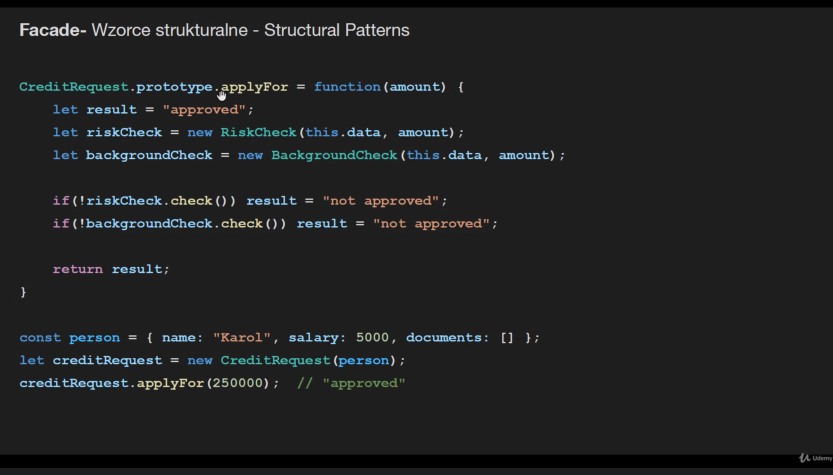 Facade- Wzorce strukturalne - Structural Patterns
CreditRequest.prototype.applyFor = function(amount) {
    let result = "approved";
    let riskCheck = new RiskCheck(this.data, amount);
    let backgroundCheck = new BackgroundCheck(this.data, amount);
    if(!riskCheck.check()) result = "not approved";
    if(!backgroundCheck.check()) result = "not approved";
    return result;
}
const person = { name: "Karol", salary: 5000, documents: [] };
let creditRequest = new CreditRequest(person);
creditRequest.applyFor(250000);  // "approved"
Udemy